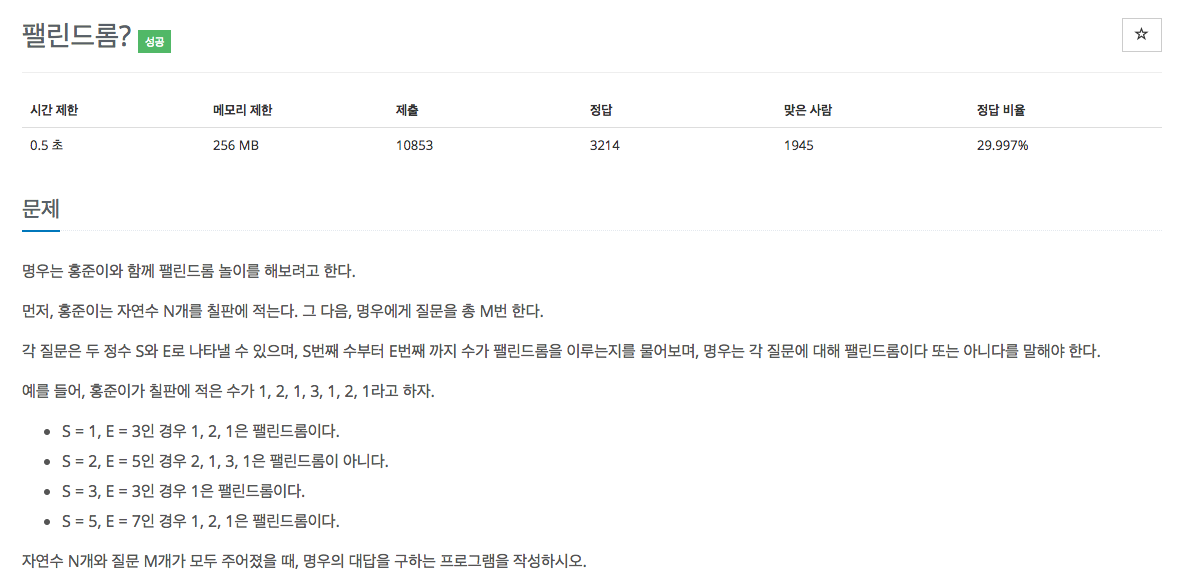 팰린드롬? 성공
☆
시간 제한 메모리 제한 제출 정답 맞은 사람 정답 비율
0.5 초 256 MB 10853 3214 1945 29.997%
문제
명우는 홍준이와 함께 팰린드롬 놀이를 해보려고 한다.
먼저, 홍준이는 자연수 N개를 칠판에 적는다. 그 다음, 명우에게 질문을 총 M번 한다.
각 질문은 두 정수 S와 E로 나타낼 수 있으며, S번째 수부터 E번째 까지 수가 팰린드롬을 이루는지를 물어보며, 명우는 각 질문에 대해 팰린드롬이다 또는 아니다를 말해야 한다.
예를 들어, 홍준이가 칠판에 적은 수가 1, 2, 1, 3, 1, 2, 1라고 하자.
• S = 1, E = 3인 경우 1, 2, 1은 팰린드롬이다.
• S = 2, E = 5인 경우 2, 1, 3, 1은 팰린드롬이 아니다.
• S = 3, E = 3인 경우 1은 팰린드롬이다.
• S = 5, E = 7인 경우 1, 2, 1은 팰린드롬이다.
자연수 N개와 질문 M개가 모두 주어졌을 때, 명우의 대답을 구하는 프로그램을 작성하시오.